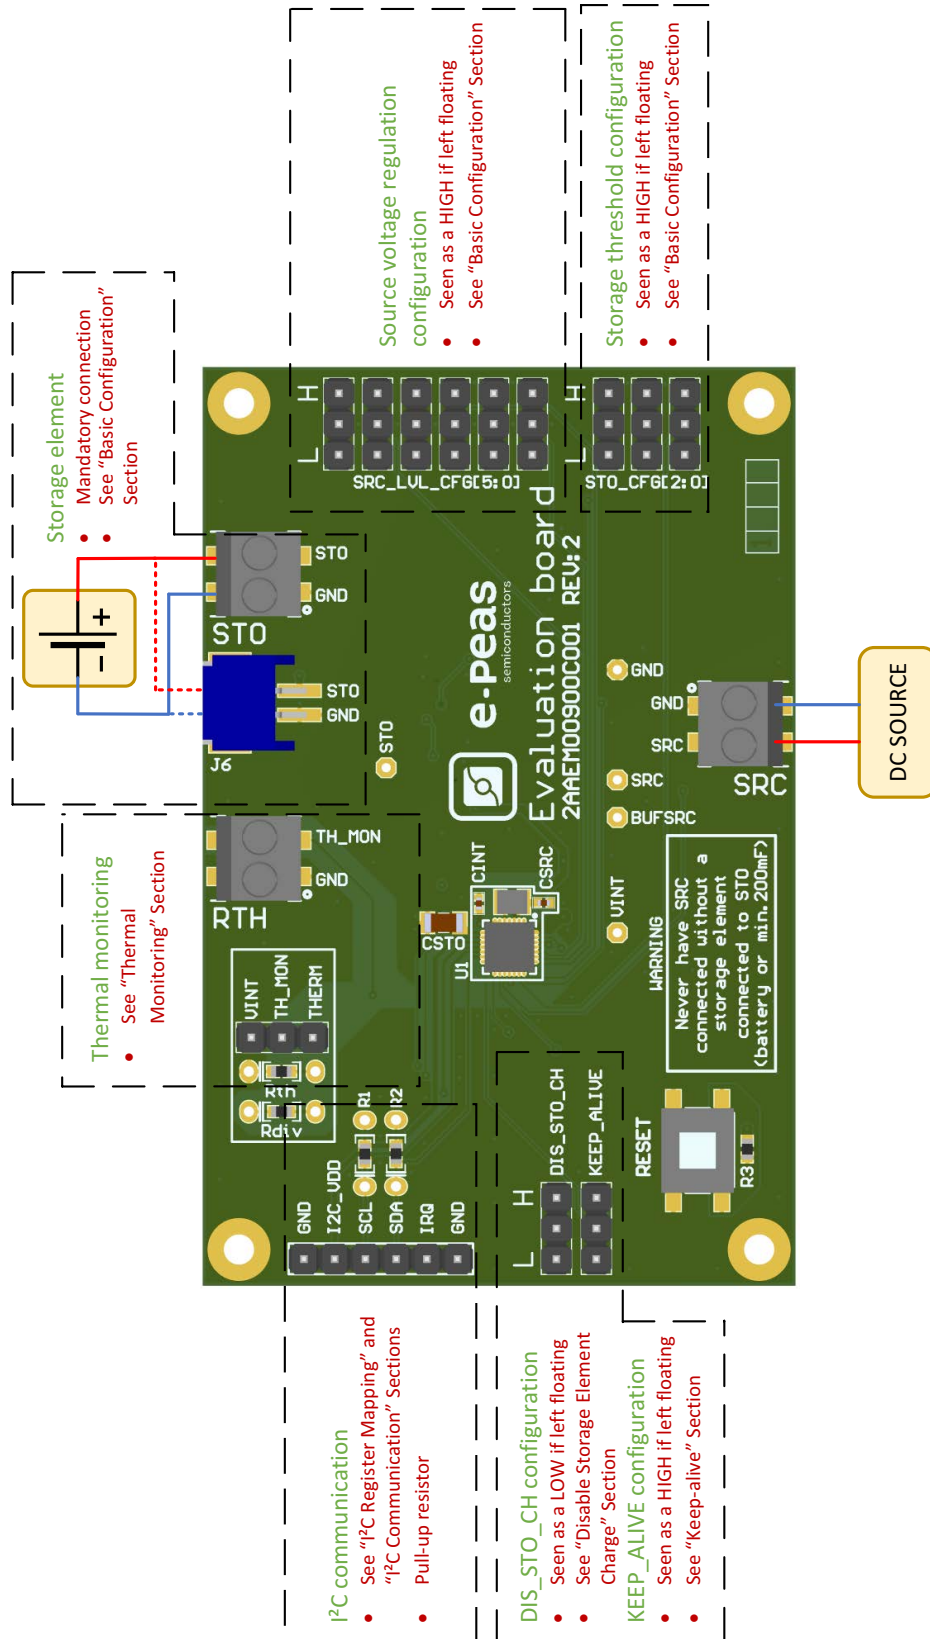 Storage element
• Mandatory connection
• See “Basic Configuration”
Section
Thermal monitoring
• See “Thermal
Monitoring” Section
I²C communication
• See “I²C Register Mapping” and
“I²C Communication” Sections
• Pull-up resistor
DIS_STO_CH configuration
• Seen as a LOW if left floating
• See “Disable Storage Element
Charge” Section
KEEP_ALIVE configuration
• Seen as a HIGH if left floating
• See “Keep-alive” Section
Source voltage regulation
configuration
• Seen as a HIGH if left floating
• See “Basic Configuration” Section
Storage threshold configuration
• Seen as a HIGH if left floating
• See “Basic Configuration” Section
DC SOURCE
− +
STO
GND
STO
J6
GND
STO
STO
RTH
GND
TH_MON
VINT
TH_MON
THERM
Rth
Rdiv
GND
I2C_VDD
SCL
SDA
IRQ
GND
R1
R2
CSTO
U1
CINT
CSRC
e-peas
semiconductors
Evaluation board
2AAEM00900C001 REV:2
L H
SRC_LVL_CFG[5:0]
L H
STO_CFG[2:0]
L H
DIS_STO_CH
KEEP_ALIVE
RESET
R3
VINT
BUFSRC
SRC
GND
SRC
GND
SRC
WARNING
Never have SRC
connected without a
storage element
connected to STO
(battery or min.200mF)